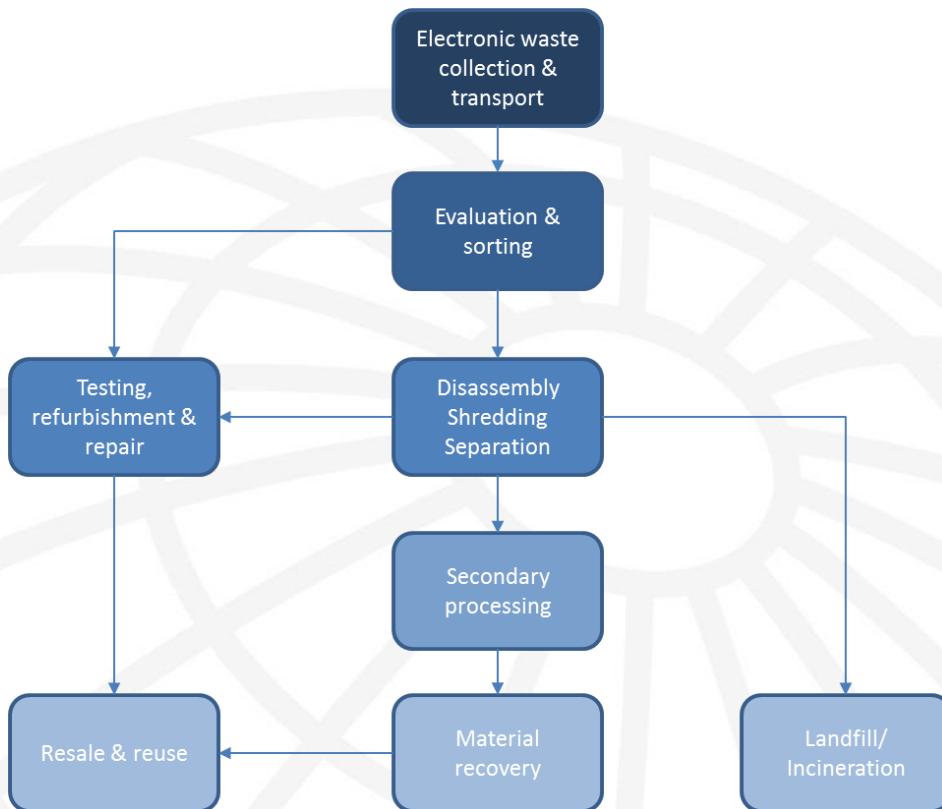 Electronic waste
collection &
transport
Evaluation &
sorting
Testing,
refurbishment &
repair
Disassembly
Shredding
Separation
Secondary
processing
Resale & reuse
Material
recovery
Landfill/
Incineration